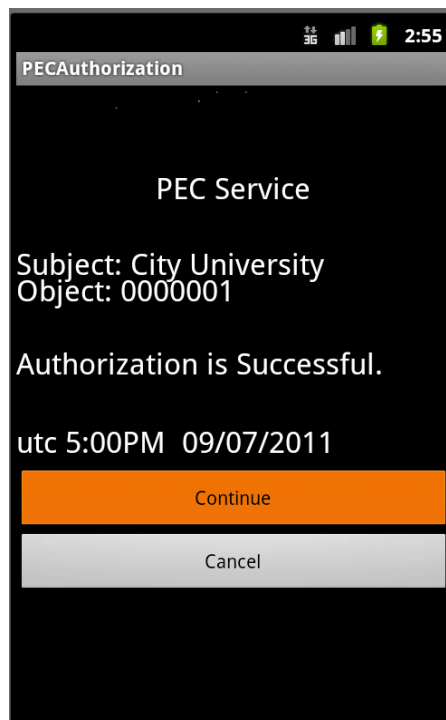 3G 2:55
PECAuthorization
PEC Service
Subject: City University
Object: 0000001
Authorization is Successful.
utc 5:00PM 09/07/2011
Continue
Cancel